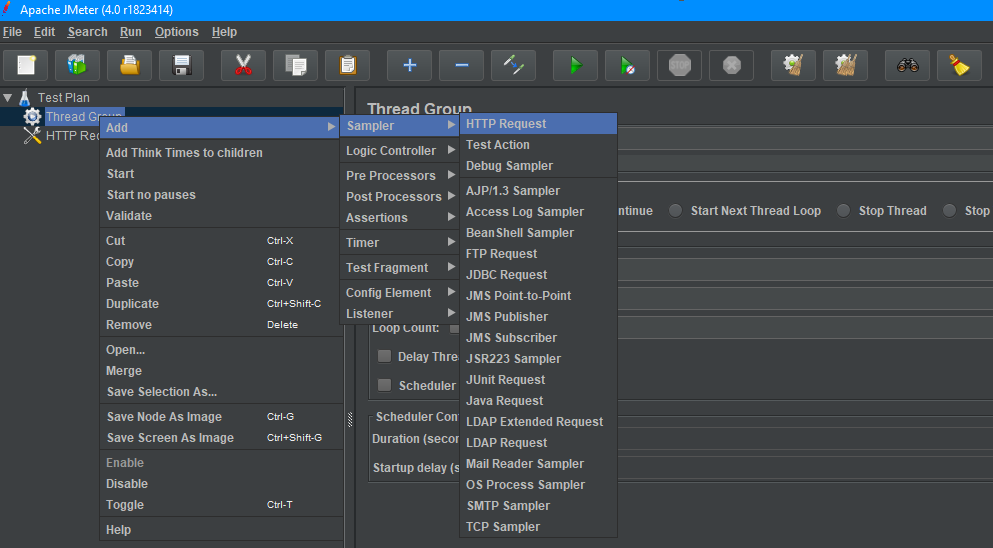 Apache JMeter (4.0 r1823414)
File Edit Search Run Options Help
STOP
Test Plan
Thread Group
HTTP Rec
Add
Add Think Times to children
Start
Start no pauses
Validate
Cut Ctrl-X
Copy Ctrl-C
Paste Ctrl-V
Duplicate Ctrl+Shift-C
Remove Delete
Open...
Merge
Save Selection As...
Save Node As Image Ctrl-G
Save Screen As Image Ctrl+Shift-G
Enable
Disable
Toggle Ctrl-T
Help
Sampler
Logic Controller
Pre Processors
Post Processors
Assertions
Timer
Test Fragment
Config Element
Listener
HTTP Request
Test Action
Debug Sampler
AJP/1.3 Sampler
Access Log Sampler
BeanShell Sampler
FTP Request
JDBC Request
JMS Point-to-Point
JMS Publisher
JMS Subscriber
JSR223 Sampler
JUnit Request
Java Request
LDAP Extended Request
LDAP Request
Mail Reader Sampler
OS Process Sampler
SMTP Sampler
TCP Sampler
Thread Group
ntinue Start Next Thread Loop Stop Thread Stop
Loop Count:
Delay Threa
Scheduler
Scheduler Conf
Duration (secon
Startup delay (s